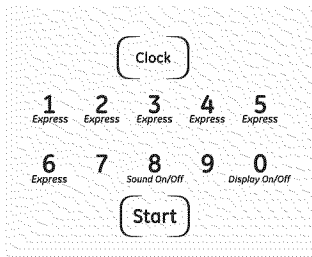 Clock
1 2 3 4 5
Express Express Express Express Express
6 7 8 9 0
Express Sound On/Off Display On/Off
Start